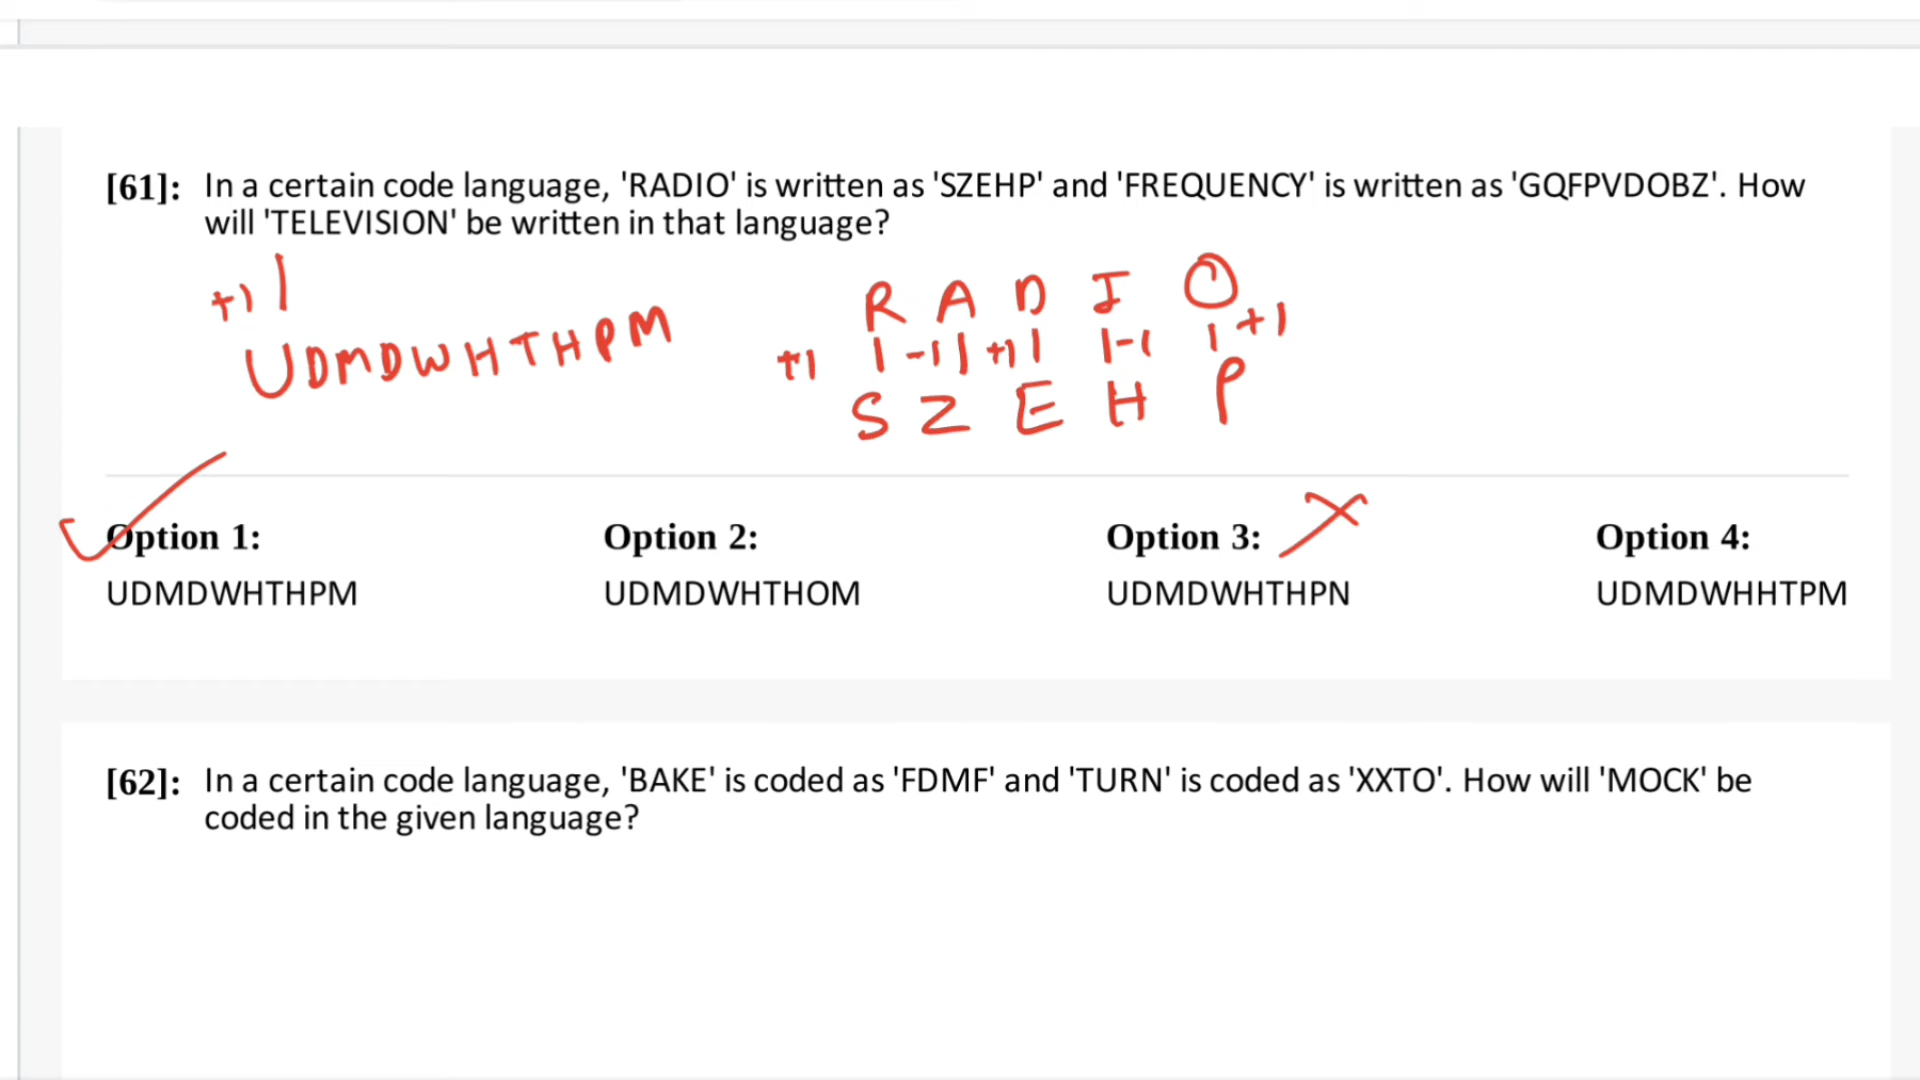 [61]: In a certain code language, 'RADIO' is written as 'SZEHP' and 'FREQUENCY' is written as 'GQFPVDOBZ'. How
will 'TELEVISION' be written in that language?
+1
UDMDWHTHPM
R A D I O
+1 -1 +1 -1 +1
S Z E H P
Option 1: Option 2: Option 3: Option 4:
UDMDWHTHPM UDMDWHTHOM UDMDWHTHPN UDMDWHHTPM
[62]: In a certain code language, 'BAKE' is coded as 'FDMF' and 'TURN' is coded as 'XXTO'. How will 'MOCK' be
coded in the given language?